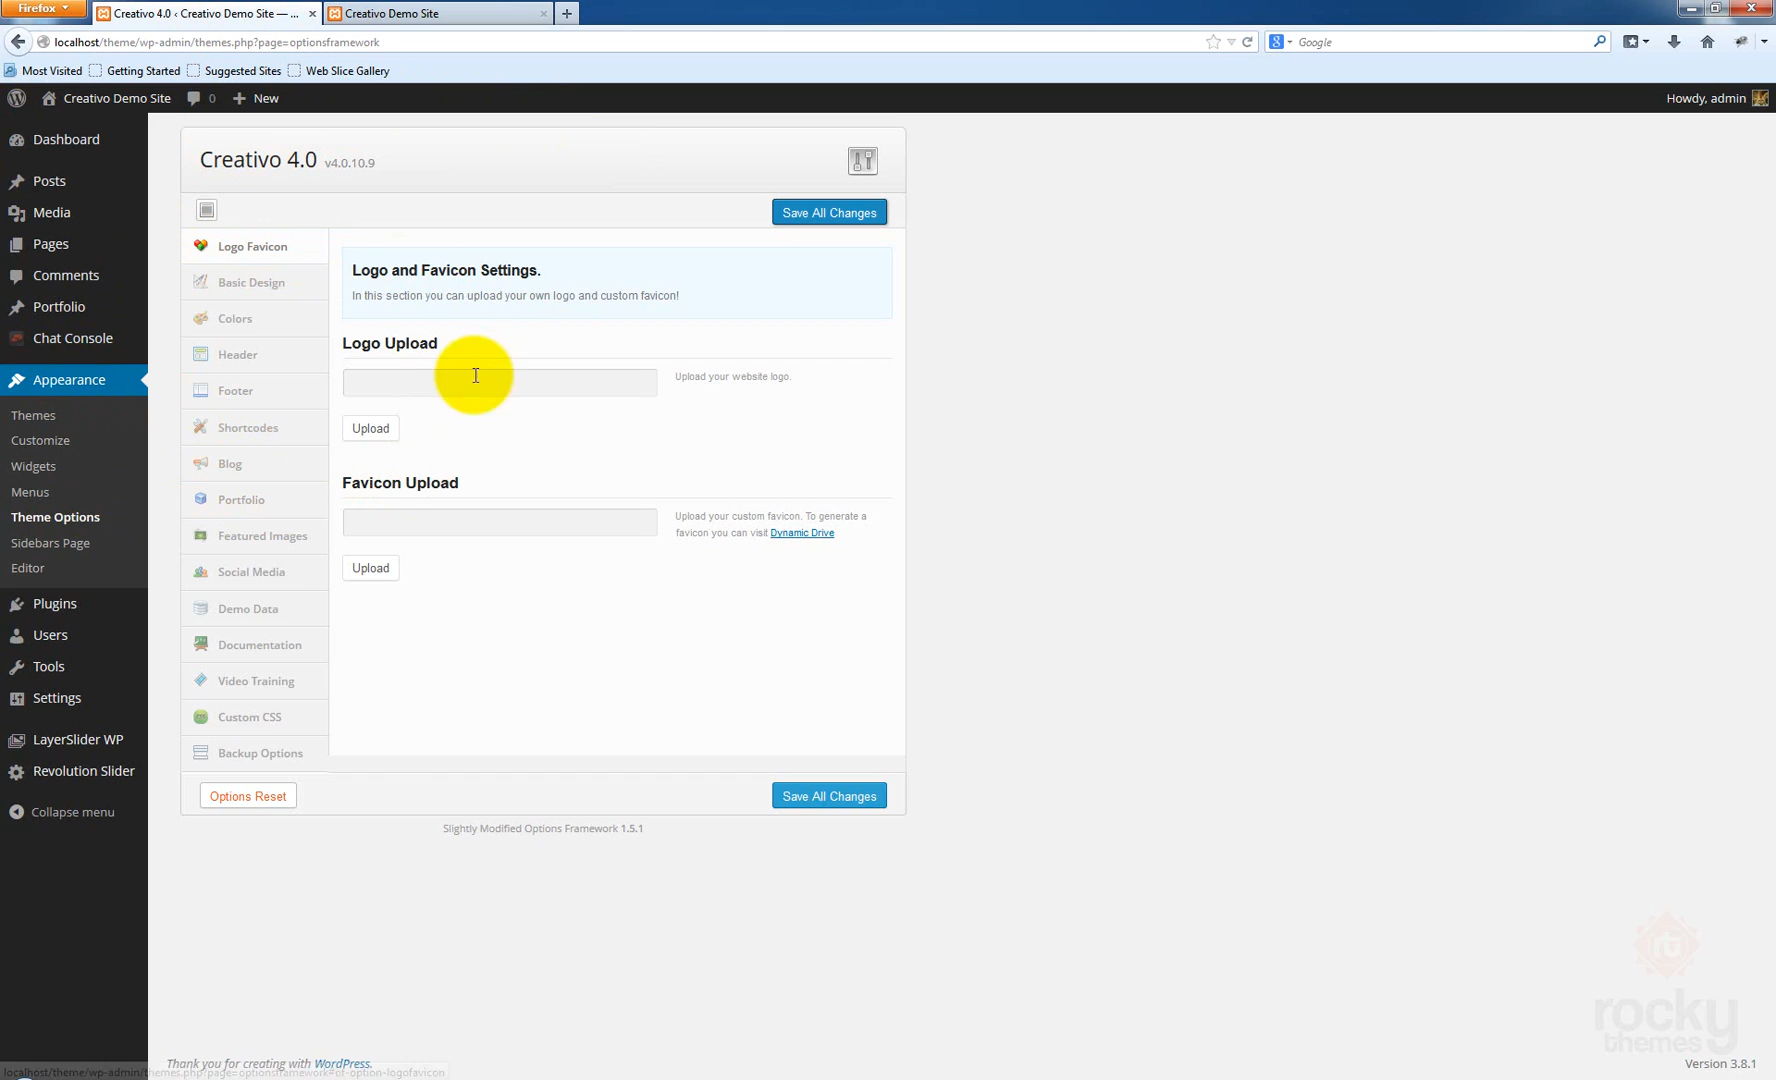 Firefox
Creativo 4.0 ‹ Creativo Demo Site — ...
Creativo Demo Site
localhost/theme/wp-admin/themes.php?page=optionsframework
Google
Most Visited
Getting Started
Suggested Sites
Web Slice Gallery
Creativo Demo Site
0
New
Howdy, admin
Dashboard
Posts
Media
Pages
Comments
Portfolio
Chat Console
Appearance
Themes
Customize
Widgets
Menus
Theme Options
Sidebars Page
Editor
Plugins
Users
Tools
Settings
LayerSlider WP
Revolution Slider
Collapse menu
Creativo 4.0 v4.0.10.9
Save All Changes
Logo Favicon
Basic Design
Colors
Header
Footer
Shortcodes
Blog
Portfolio
Featured Images
Social Media
Demo Data
Documentation
Video Training
Custom CSS
Backup Options
Logo and Favicon Settings.
In this section you can upload your own logo and custom favicon!
Logo Upload
Upload your website logo.
Upload
Favicon Upload
Upload your custom favicon. To generate a
favicon you can visit Dynamic Drive
Upload
Options Reset
Save All Changes
Slightly Modified Options Framework 1.5.1
rocky
themes
Thank you for creating with WordPress.
Version 3.8.1
localhost/theme/wp-admin/themes.php?page=optionsframework#of-option-logofavicon